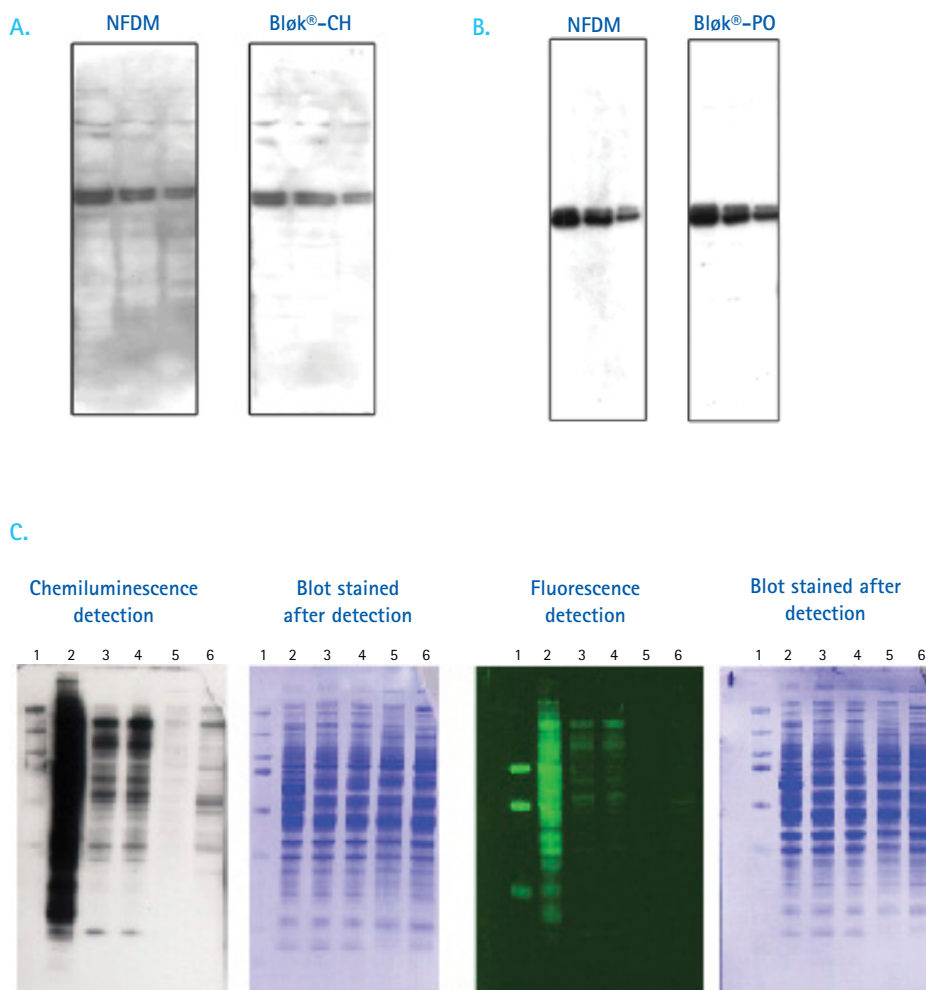 A.
NFDM
Bløk®-CH
B.
NFDM
Bløk®-PO
C.
Chemiluminescence
detection
Blot stained
after detection
Fluorescence
detection
Blot stained after
detection
1 2 3 4 5 6
1 2 3 4 5 6
1 2 3 4 5 6
1 2 3 4 5 6